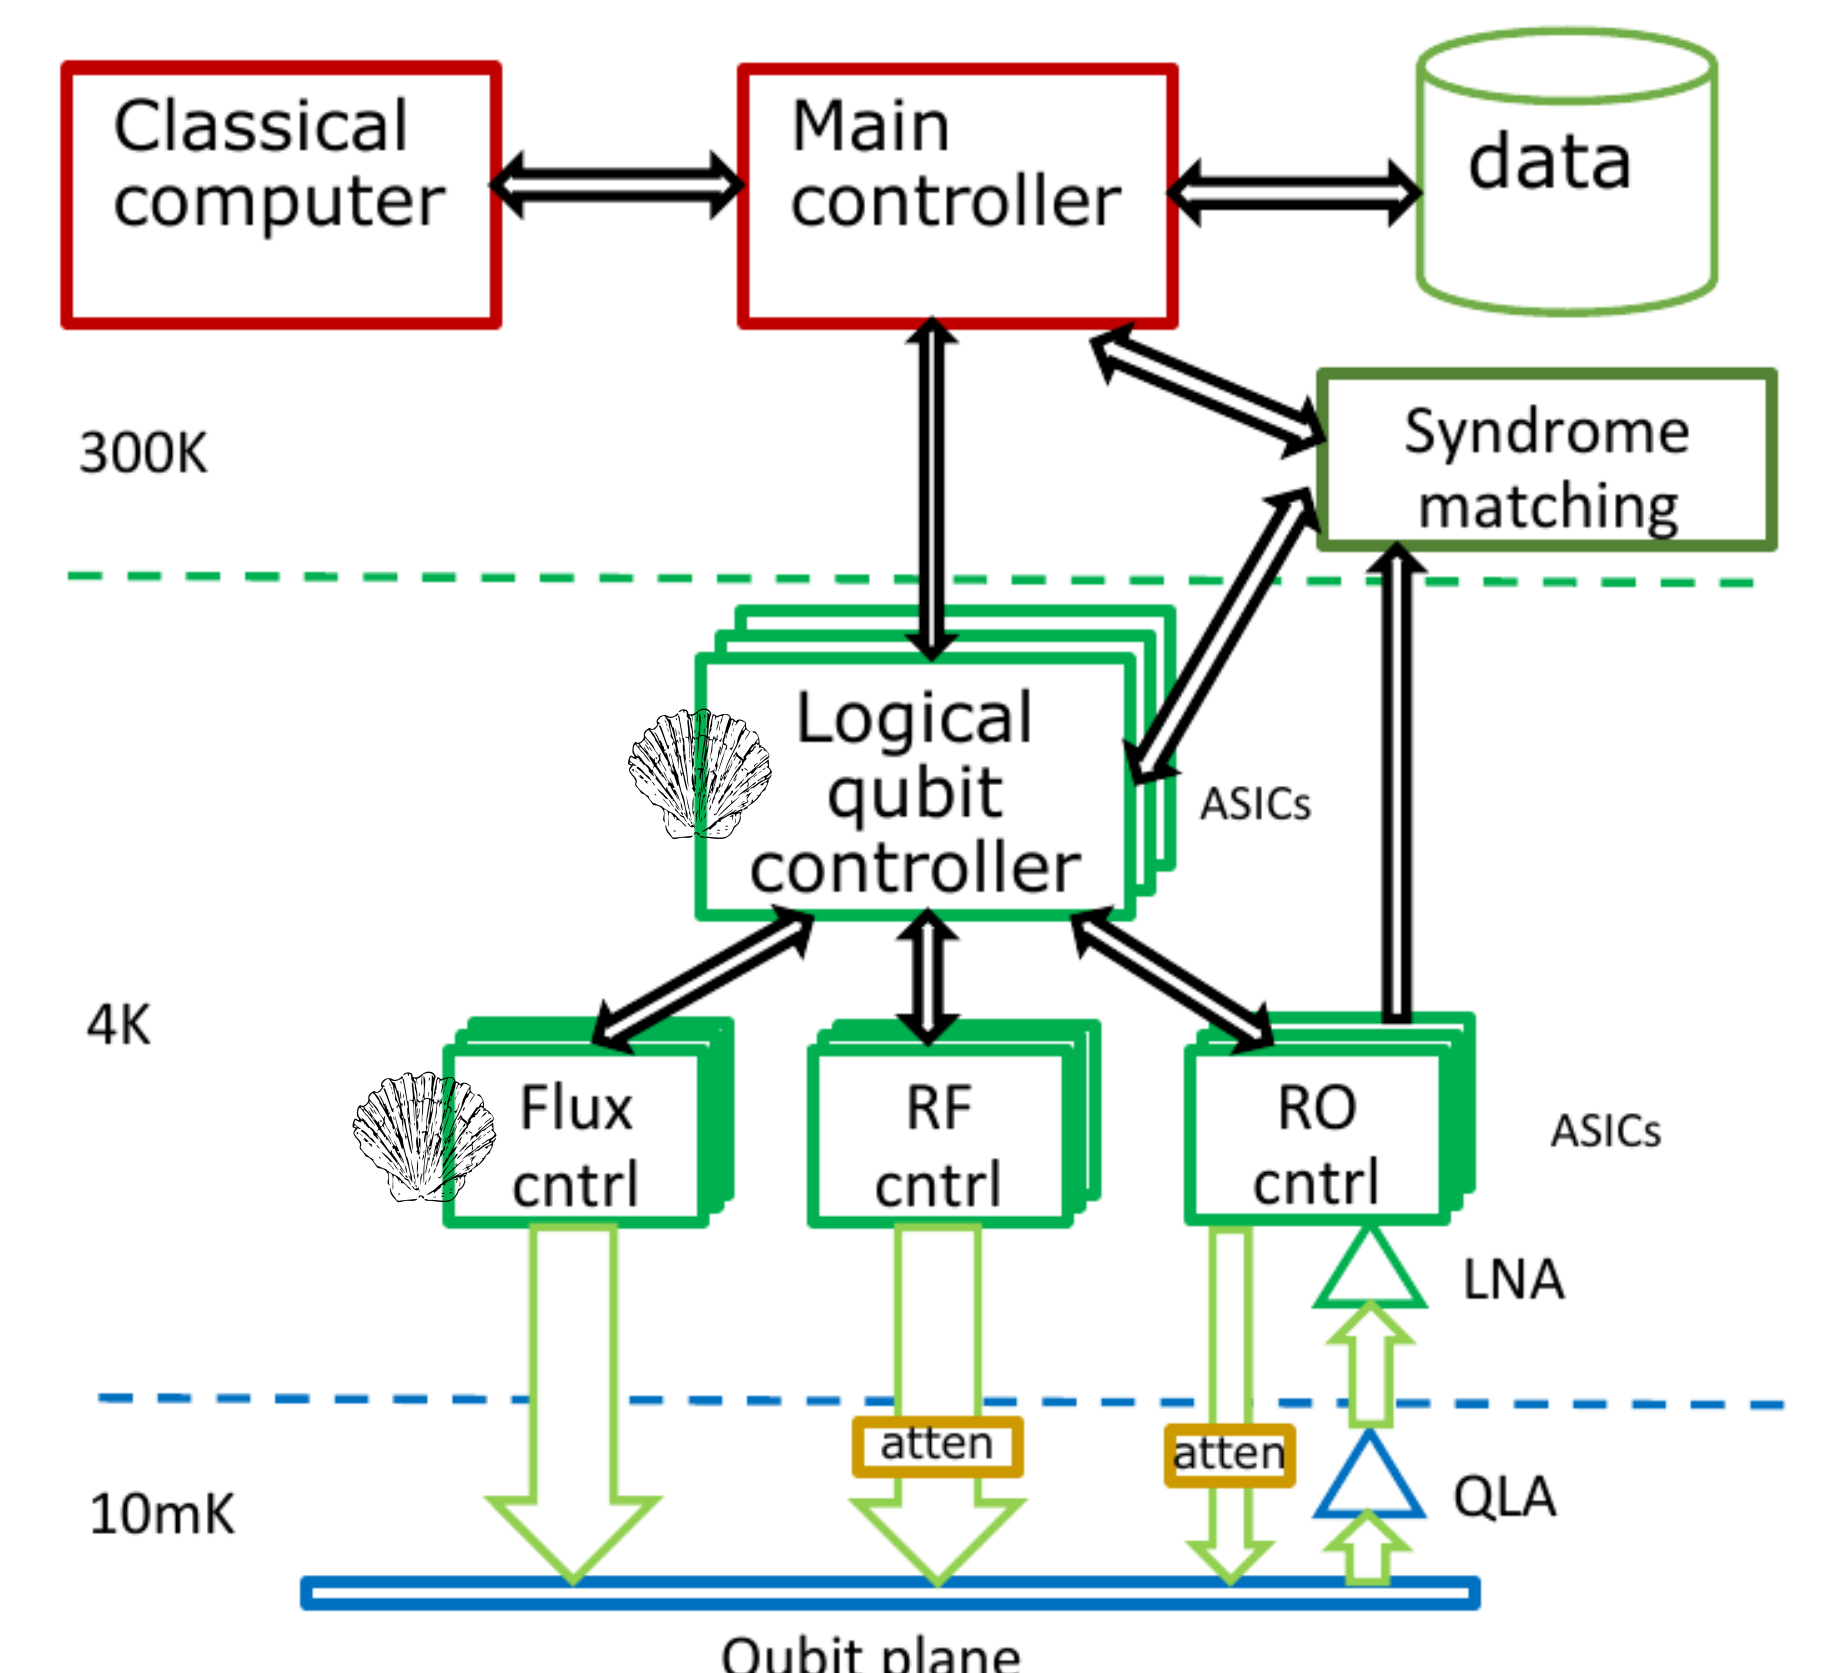 Classical
computer
Main
controller
data
300K
Syndrome
matching
Logical
qubit
controller
ASICs
4K
Flux
cntrl
RF
cntrl
RO
cntrl
ASICs
LNA
atten
atten
10mK
QLA
Qubit plane